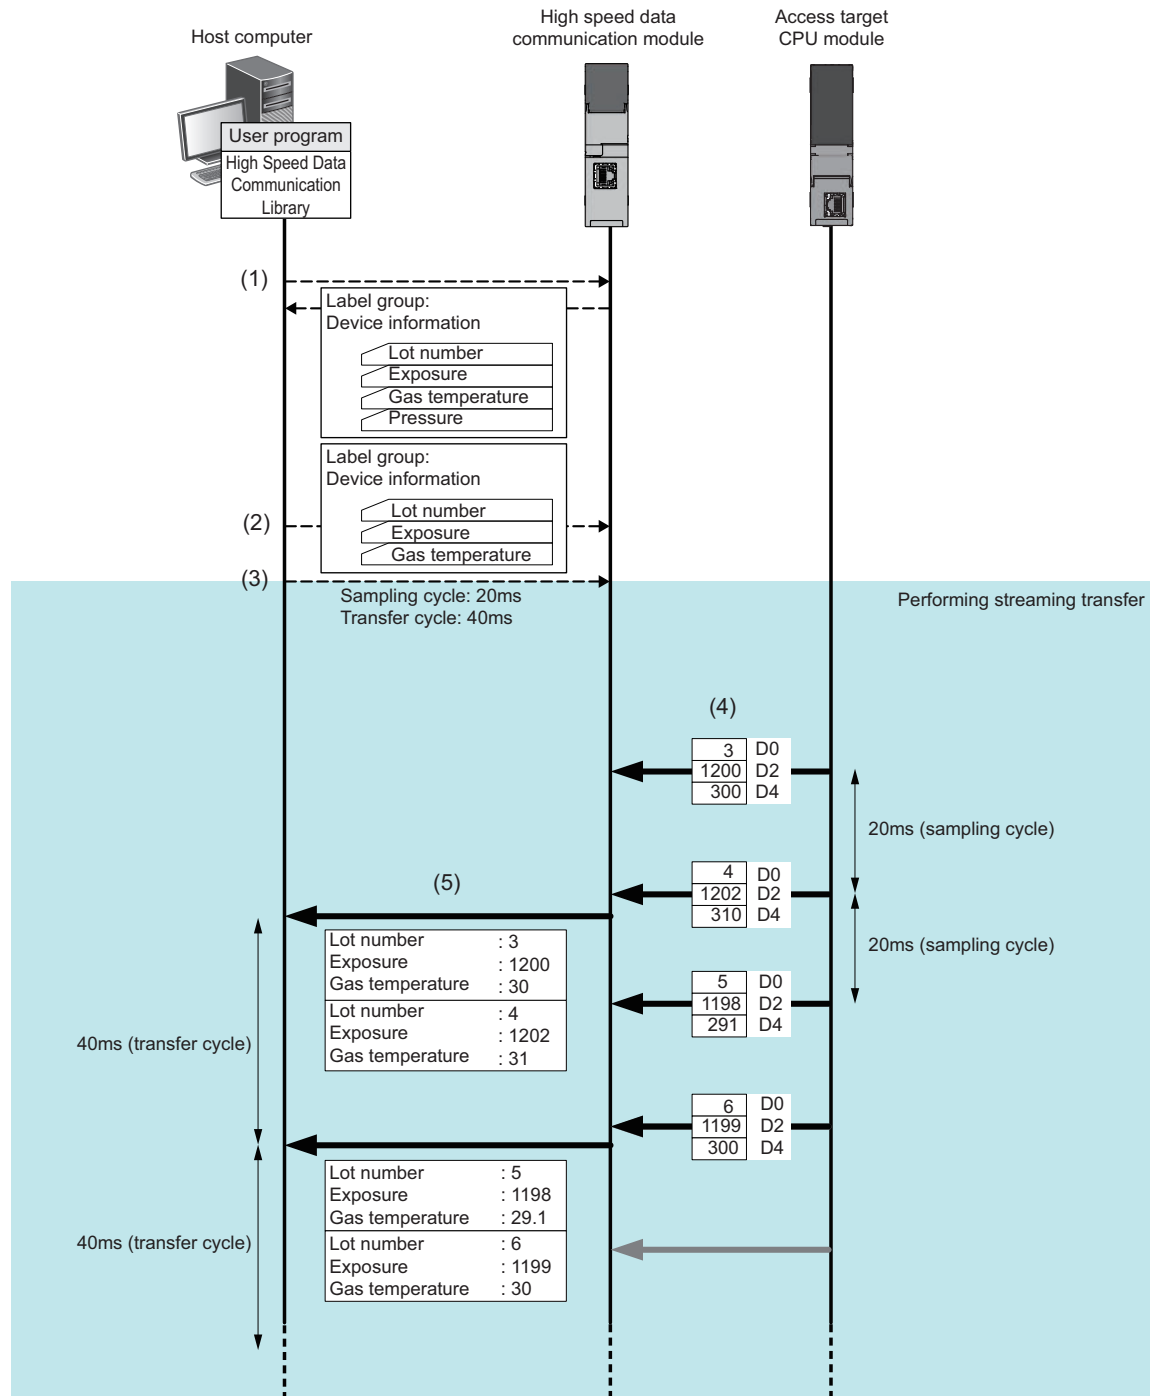 Host computer
High speed data
communication module
Access target
CPU module
User program
High Speed Data
Communication
Library
(1)
Label group:
Device information
Lot number
Exposure
Gas temperature
Pressure
Label group:
Device information
Lot number
(2)
Exposure
Gas temperature
(3)
Sampling cycle: 20ms
Transfer cycle: 40ms
Performing streaming transfer
(4)
3 D0
1200 D2
300 D4
20ms (sampling cycle)
4 D0
1202 D2
310 D4
(5)
20ms (sampling cycle)
Lot number : 3
Exposure : 1200
Gas temperature : 30
Lot number : 4
Exposure : 1202
Gas temperature : 31
5 D0
1198 D2
291 D4
40ms (transfer cycle)
6 D0
1199 D2
300 D4
Lot number : 5
Exposure : 1198
Gas temperature : 29.1
Lot number : 6
Exposure : 1199
Gas temperature : 30
40ms (transfer cycle)